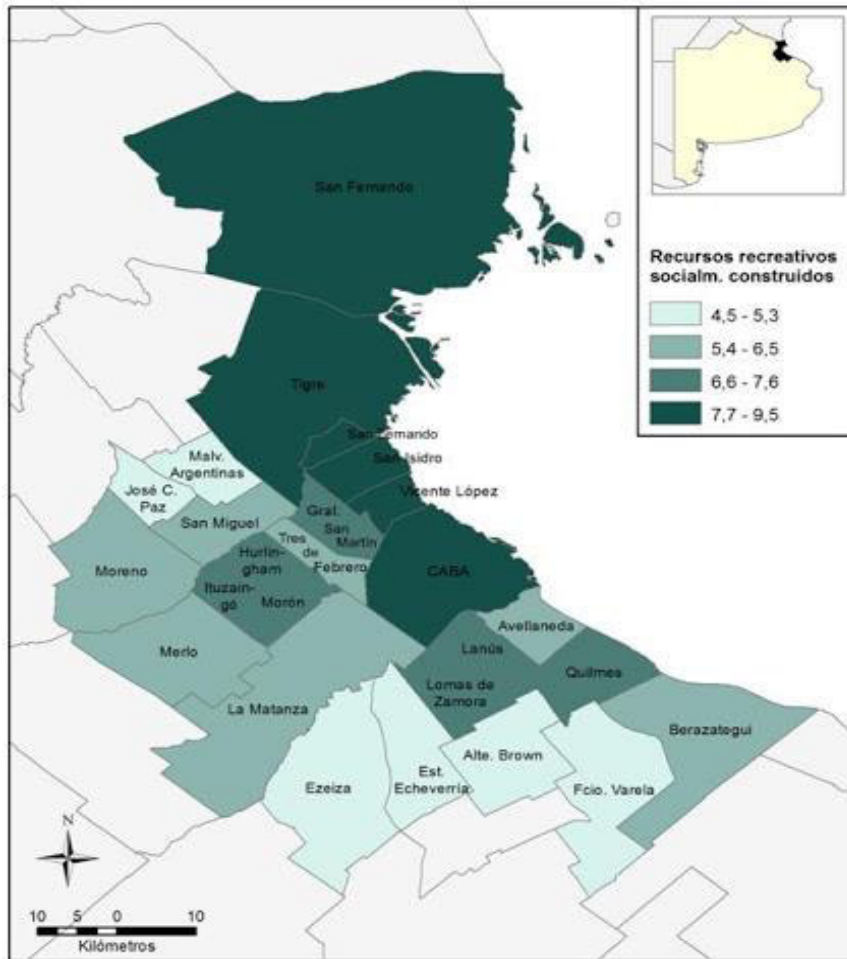 San Fernando
Recursos recreativos
socialm. construidos
4,5 - 5,3
5,4 - 6,5
6,6 - 7,6
7,7 - 9,5
Tigre
San Fernando
San Isidro
Malv.
Argentinas
José C.
Paz
Vicente López
Gral.
San
Martín
San Miguel
Tres
de
Febrero
Hurlin-
gham
Moreno
CABA
Ituzain-
gó
Morón
Avellaneda
Merlo
Lanús
Quilmes
Lomas de
Zamora
La Matanza
Berazategui
Alte. Brown
Est.
Echeverría
Ezeiza
Fcio. Varela
N
10 5 0 10
Kilómetros